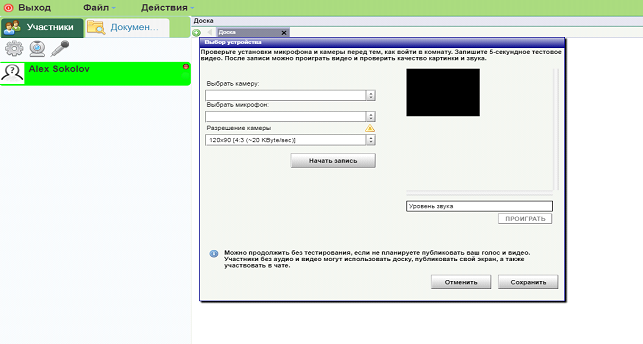 Выход Файл Действия
Участники Докумен...
Доска
Доска
Alex Sokolov
Выбор устройства
Проверьте установки микрофона и камеры перед тем, как войти в комнату. Запишите 5-секундное тестовое
видео. После записи можно проиграть видео и проверить качество картинки и звука.
Выбрать камеру:
Выбрать микрофон:
Разрешение камеры
120x90 [4:3 (~20 KByte/sec)]
Начать запись
Уровень звука
ПРОИГРАТЬ
Можно продолжить без тестирования, если не планируете публиковать ваш голос и видео.
Участники без аудио и видео могут использовать доску, публиковать свой экран, а также
участвовать в чате.
Отменить Сохранить